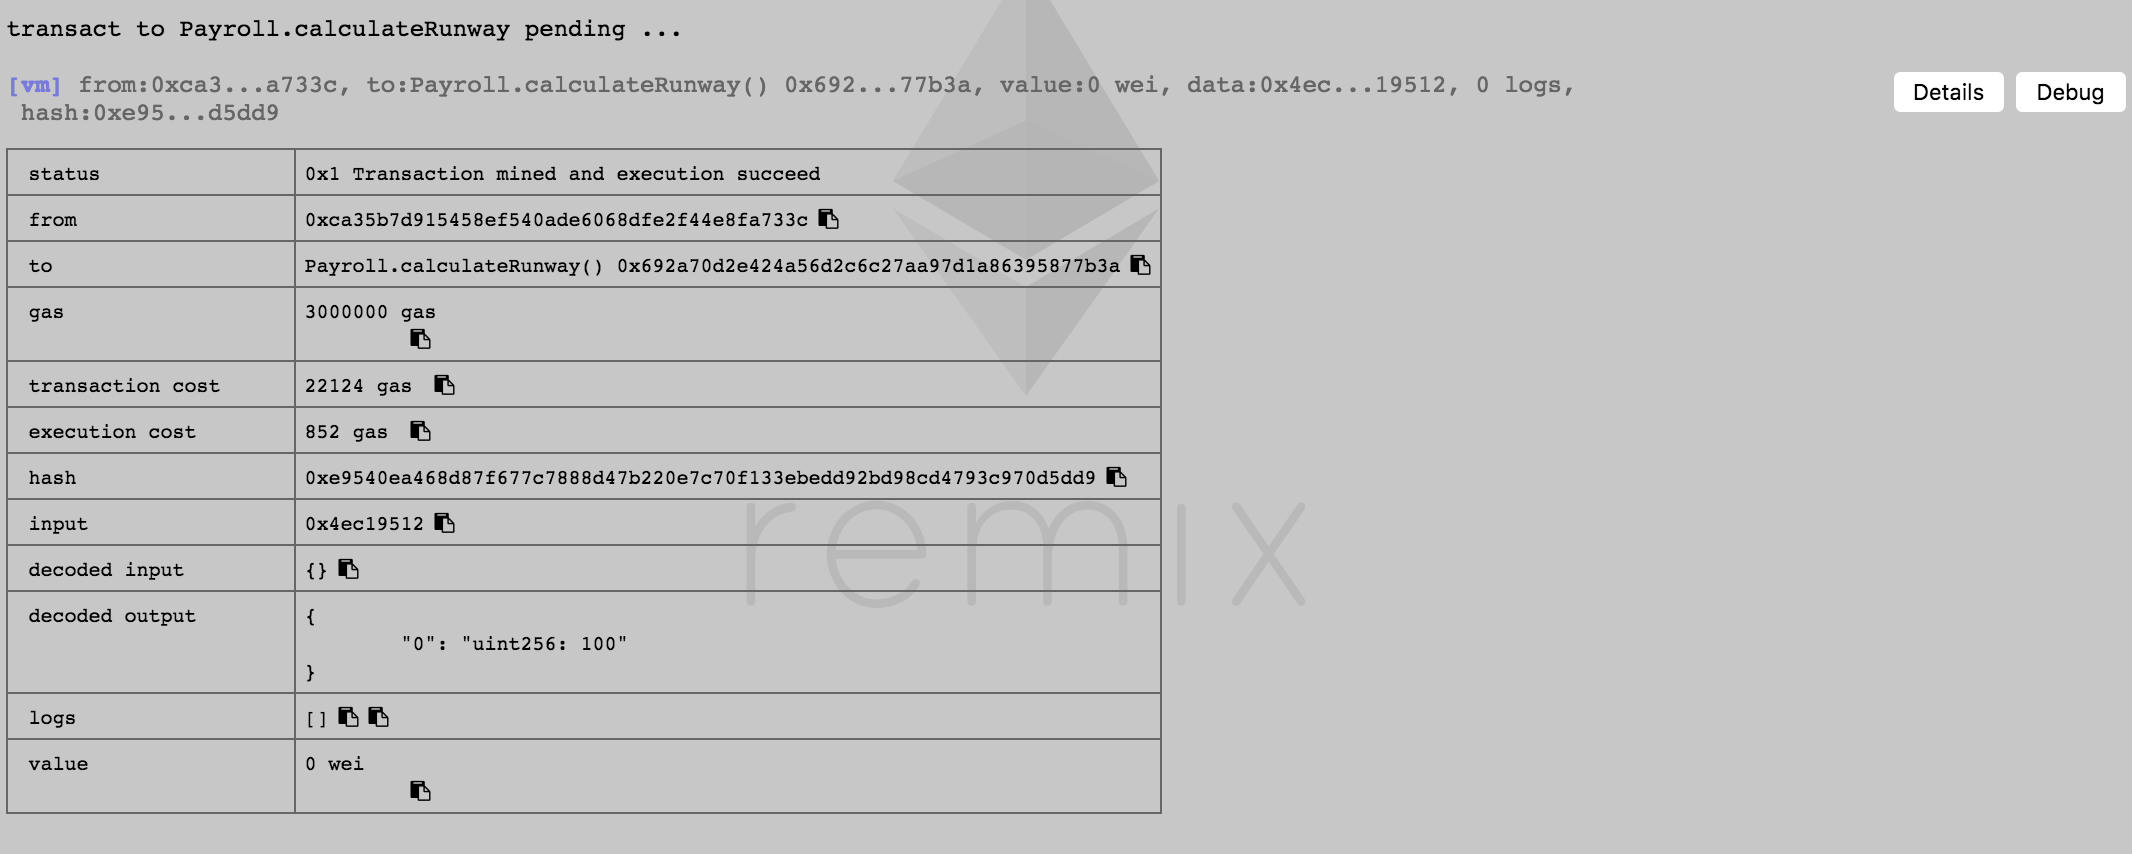 transact to Payroll.calculateRunway pending ...
[vm] from:0xca3...a733c, to:Payroll.calculateRunway() 0x692...77b3a, value:0 wei, data:0x4ec...19512, 0 logs,
hash:0xe95...d5dd9
Details Debug
status 0x1 Transaction mined and execution succeed
from 0xca35b7d915458ef540ade6068dfe2f44e8fa733c
to Payroll.calculateRunway() 0x692a70d2e424a56d2c6c27aa97d1a86395877b3a
gas 3000000 gas
transaction cost 22124 gas
execution cost 852 gas
hash 0xe9540ea468d87f677c7888d47b220e7c70f133ebedd92bd98cd4793c970d5dd9
input 0x4ec19512
decoded input {}
decoded output {
"0": "uint256: 100"
}
logs []
value 0 wei
remix